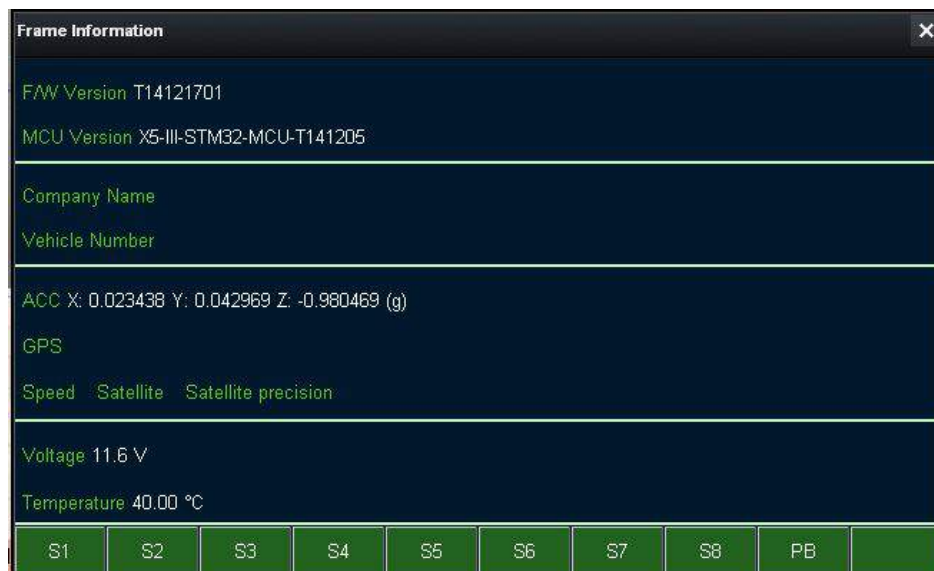 Frame Information
F/W Version T14121701
MCU Version X5-III-STM32-MCU-T141205
Company Name
Vehicle Number
ACC X: 0.023438 Y: 0.042969 Z: -0.980469 (g)
GPS
Speed Satellite Satellite precision
Voltage 11.6 V
Temperature 40.00 °C
S1 S2 S3 S4 S5 S6 S7 S8 PB